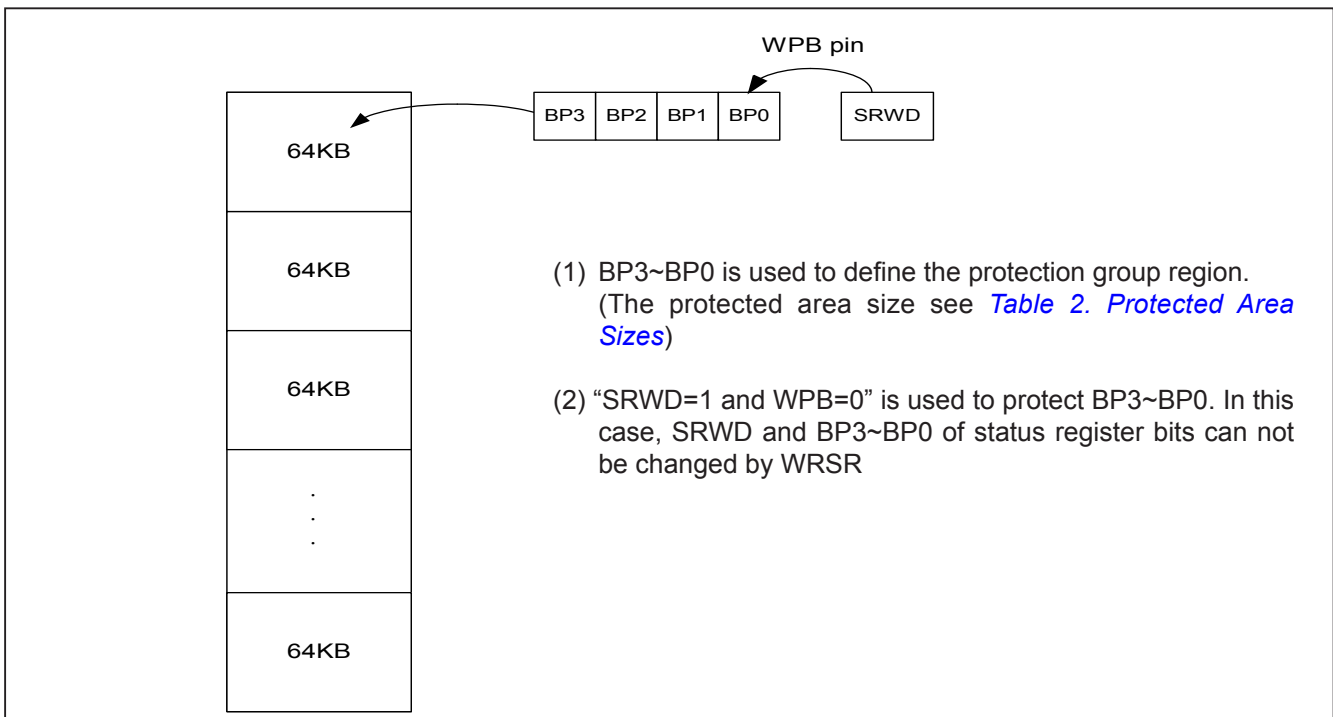 WPB pin
BP3 BP2 BP1 BP0 SRWD
64KB
64KB
64KB
.
.
.
64KB
(1) BP3~BP0 is used to define the protection group region.
(The protected area size see Table 2. Protected Area
Sizes)
(2) “SRWD=1 and WPB=0” is used to protect BP3~BP0. In this
case, SRWD and BP3~BP0 of status register bits can not
be changed by WRSR